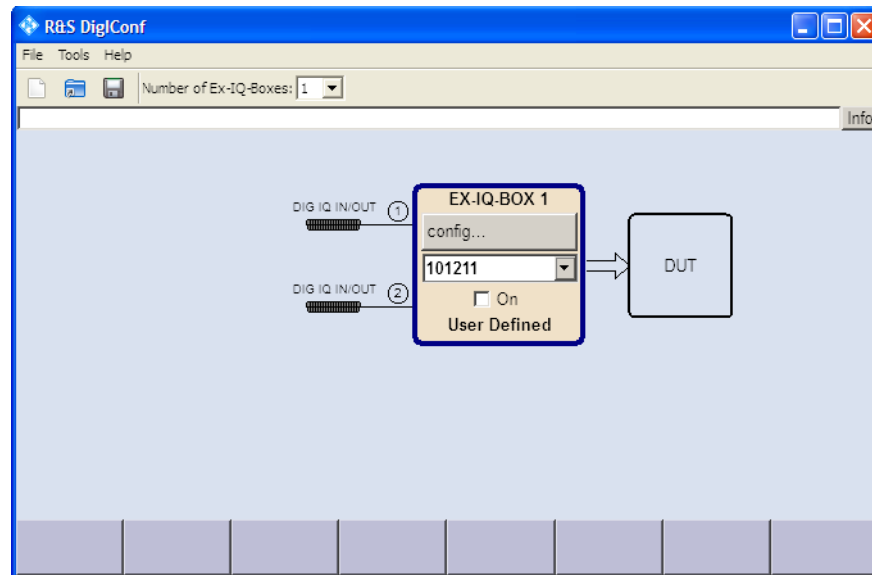 R&S DigIConf
File Tools Help
Number of Ex-IQ-Boxes: 1
Info
EX-IQ-BOX 1
DIG IQ IN/OUT 1
config...
101211
DUT
DIG IQ IN/OUT 2
On
User Defined